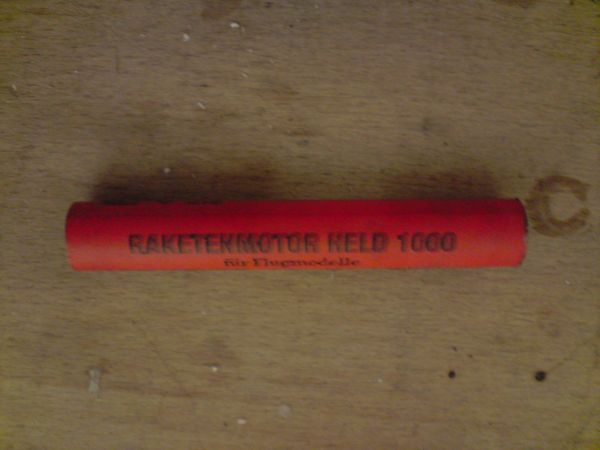 RAKETENMOTOR HELD 1000
für Flugmodelle
C